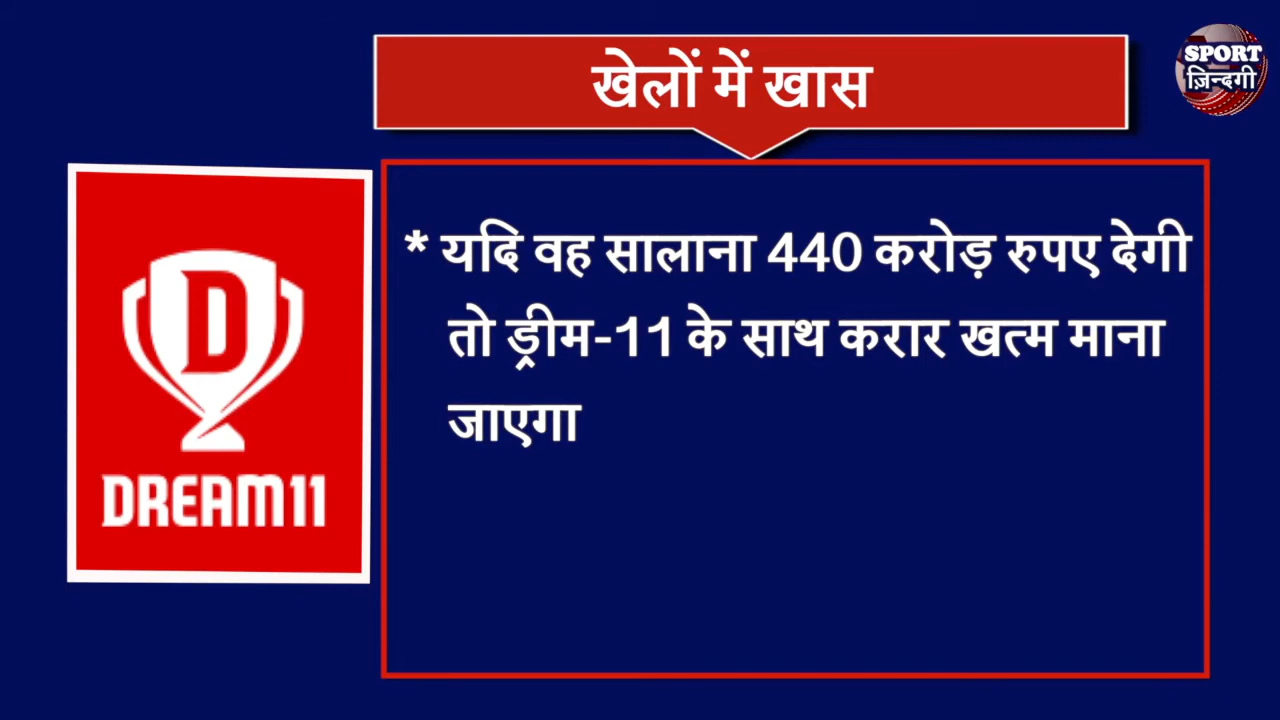 खेलों में खास
SPORT
ज़िन्दगी
* यदि वह सालाना 440 करोड़ रुपए देगी
तो ड्रीम-11 के साथ करार खत्म माना
जाएगा
D
DREAM11